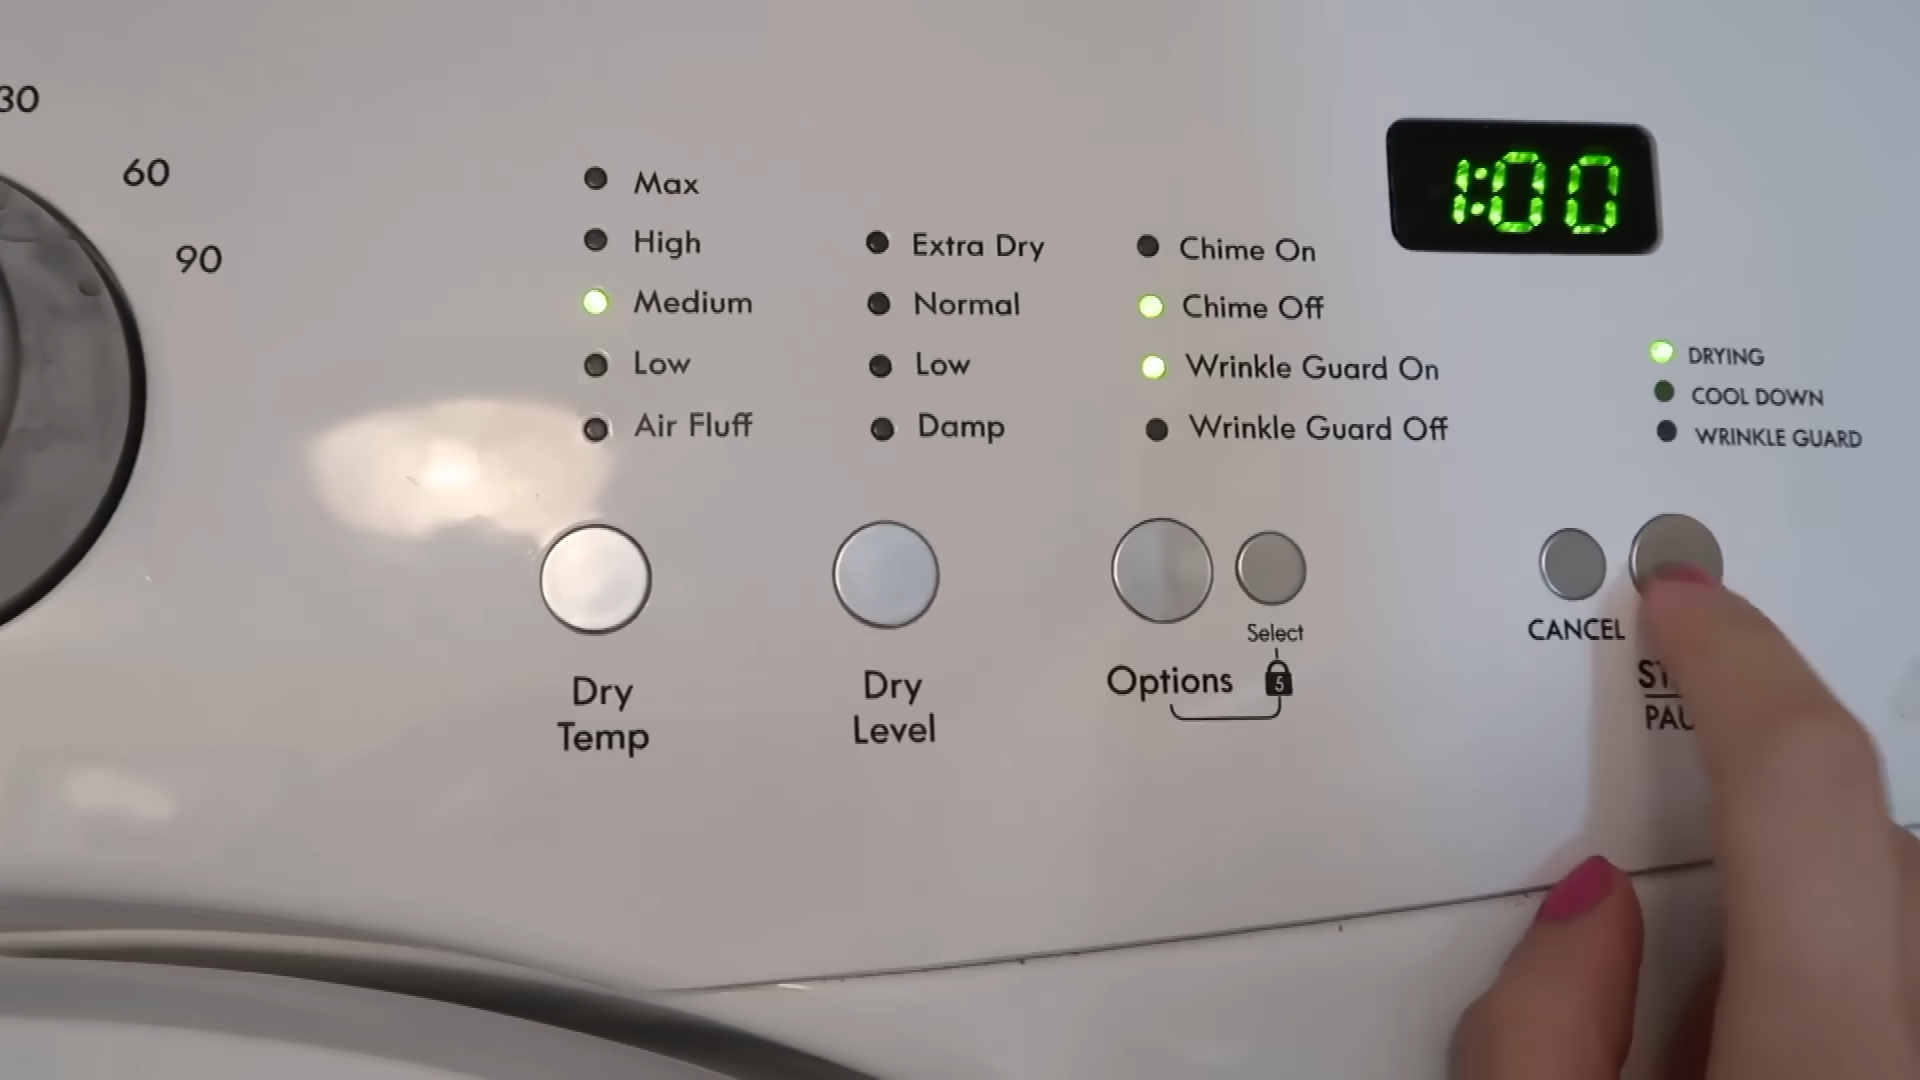 30
60
90
Max
High
Medium
Low
Air Fluff
Dry
Temp
Extra Dry
Normal
Low
Damp
Dry
Level
Chime On
Chime Off
Wrinkle Guard On
Wrinkle Guard Off
Select
Options
5
1:00
DRYING
COOL DOWN
WRINKLE GUARD
CANCEL